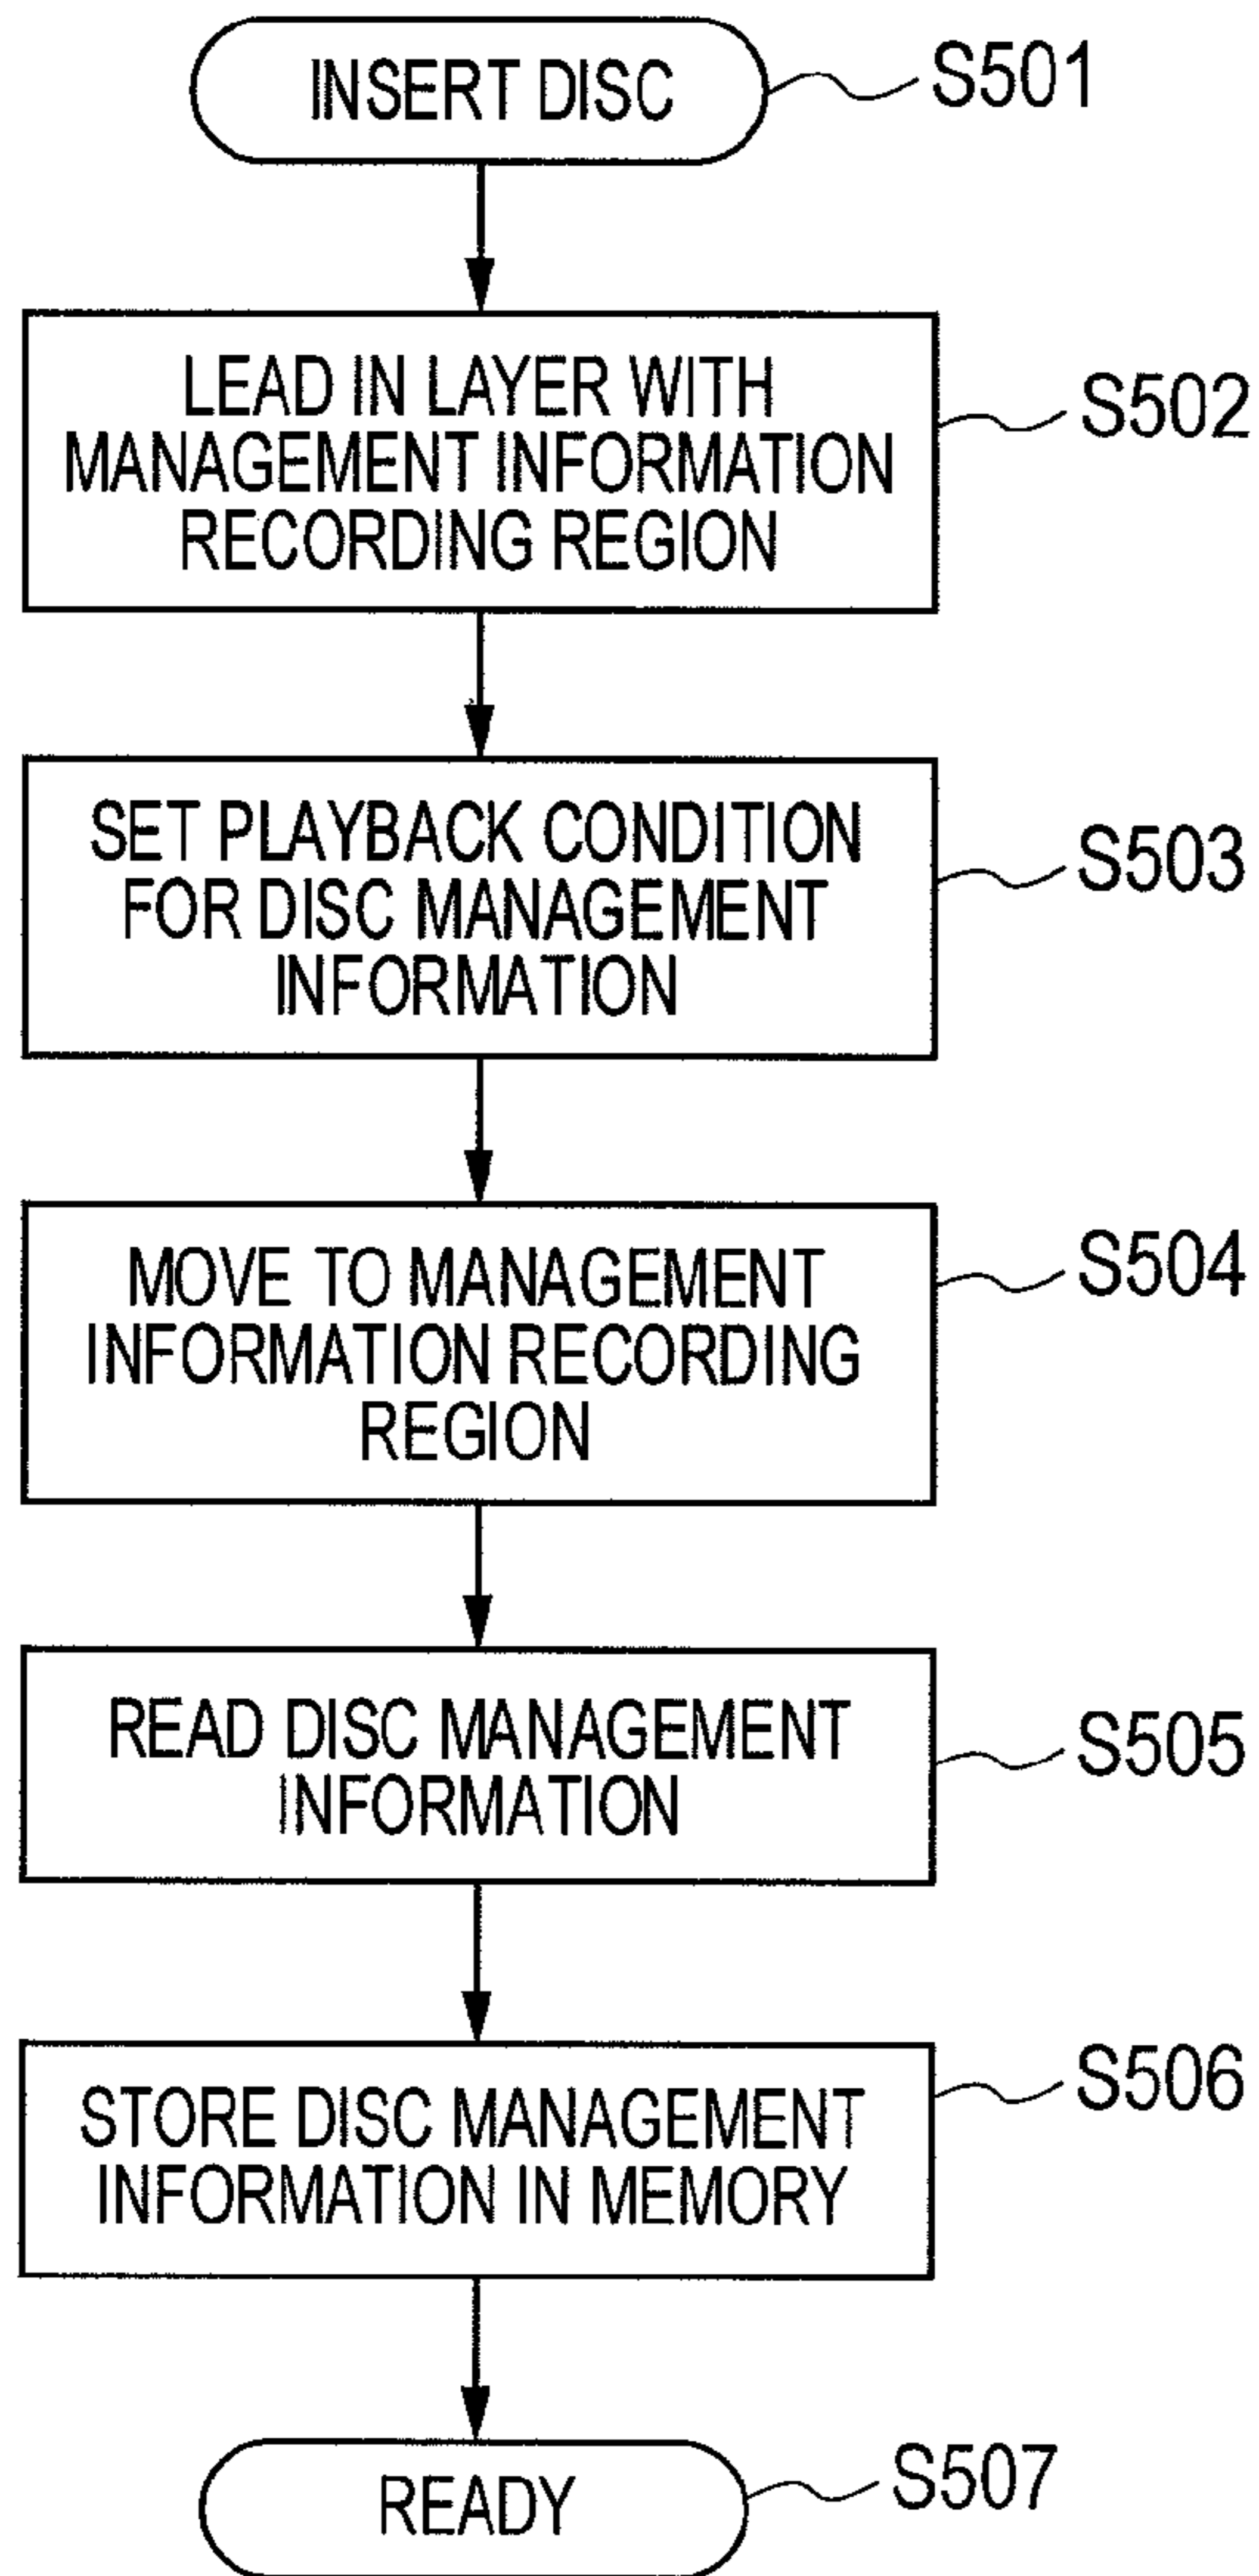 INSERT DISC
S501
LEAD IN LAYER WITH
MANAGEMENT INFORMATION
RECORDING REGION
S502
SET PLAYBACK CONDITION
FOR DISC MANAGEMENT
INFORMATION
S503
MOVE TO MANAGEMENT
INFORMATION RECORDING
REGION
S504
READ DISC MANAGEMENT
INFORMATION
S505
STORE DISC MANAGEMENT
INFORMATION IN MEMORY
S506
READY
S507